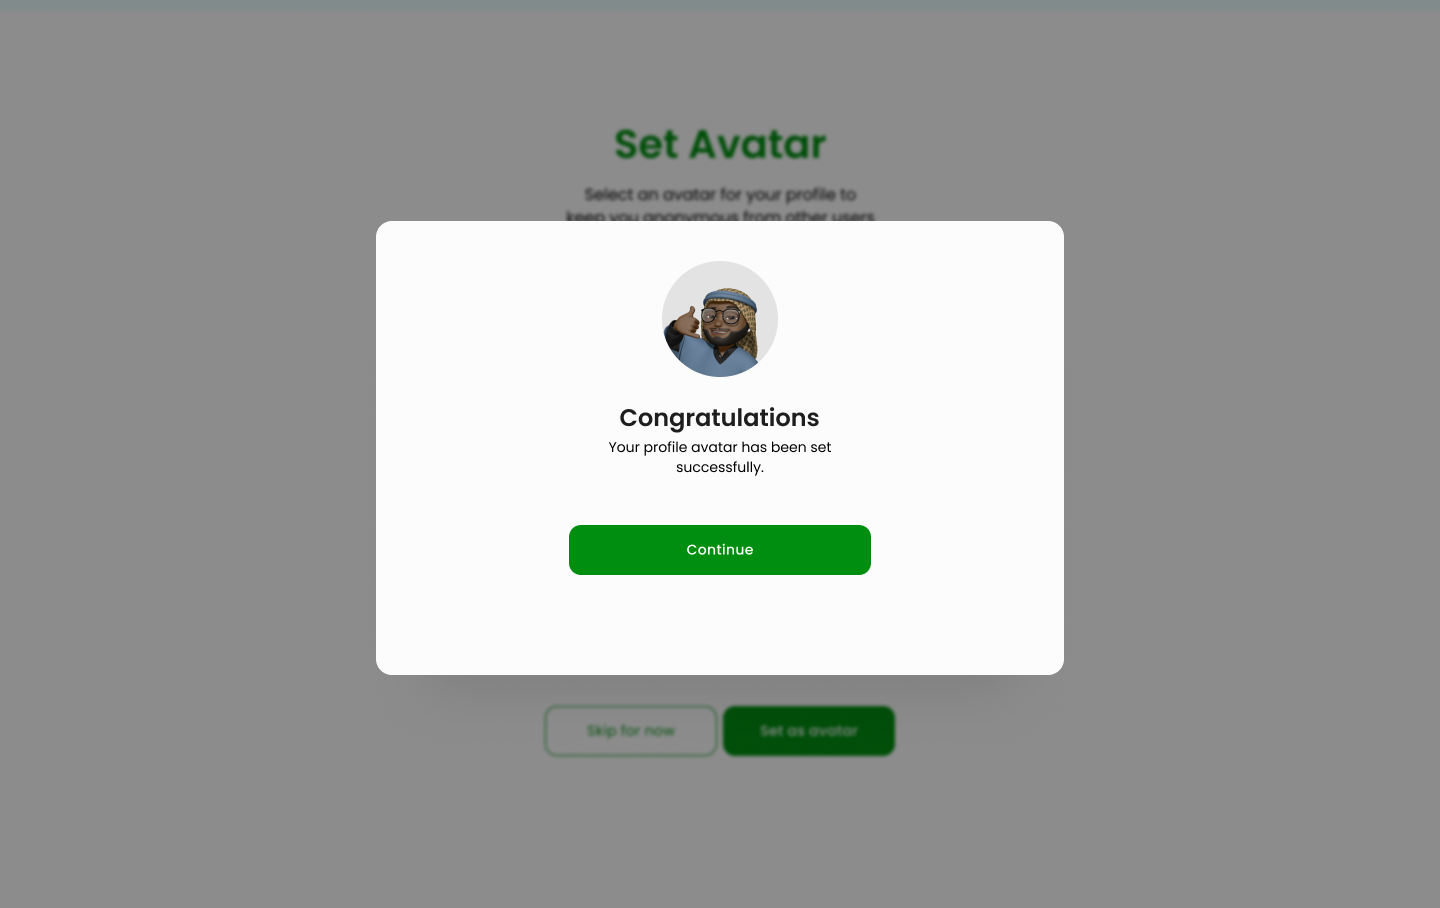 Set Avatar
Select an avatar for your profile to
keep you anonymous from other users
Congratulations
Your profile avatar has been set
successfully.
Continue
Skip for now
Set as avatar